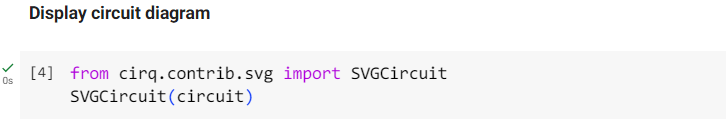 Display circuit diagram
[4] from cirq.contrib.svg import SVGCircuit
0s
SVGCircuit(circuit)